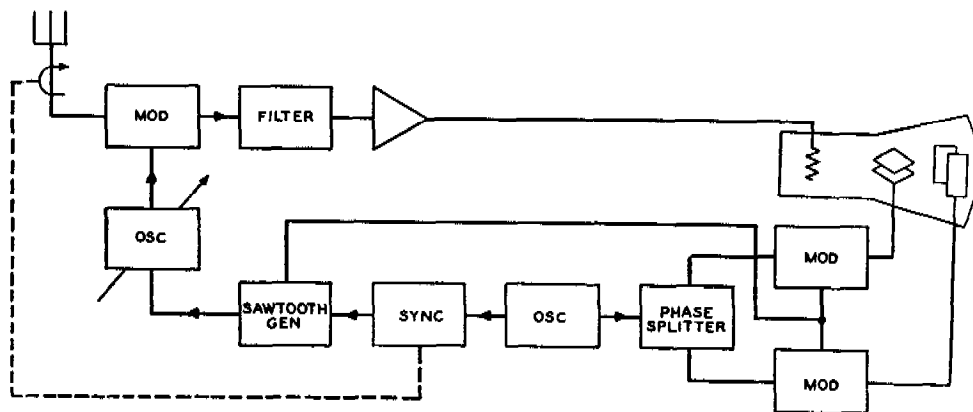 MOD
FILTER
OSC
MOD
SAWTOOTH
GEN
SYNC
OSC
PHASE
SPLITTER
MOD